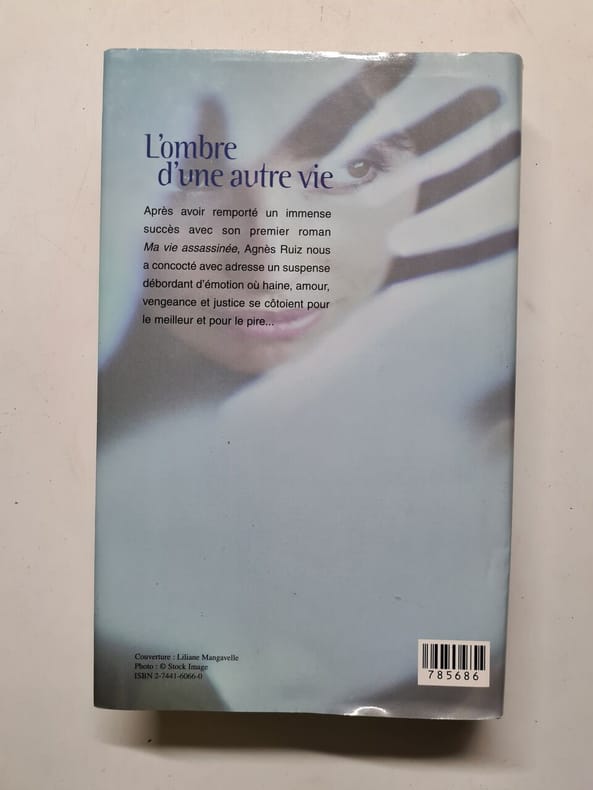 L'ombre
d'une autre vie
Après avoir remporté un immense
succès avec son premier roman
Ma vie assassinée, Agnès Ruiz nous
a concocté avec adresse un suspense
débordant d'émotion où haine, amour,
vengeance et justice se côtoient pour
le meilleur et pour le pire...
Couverture : Liliane Mangavelle
Photo : © Stock Image
ISBN 2-7441-6066-0
785686